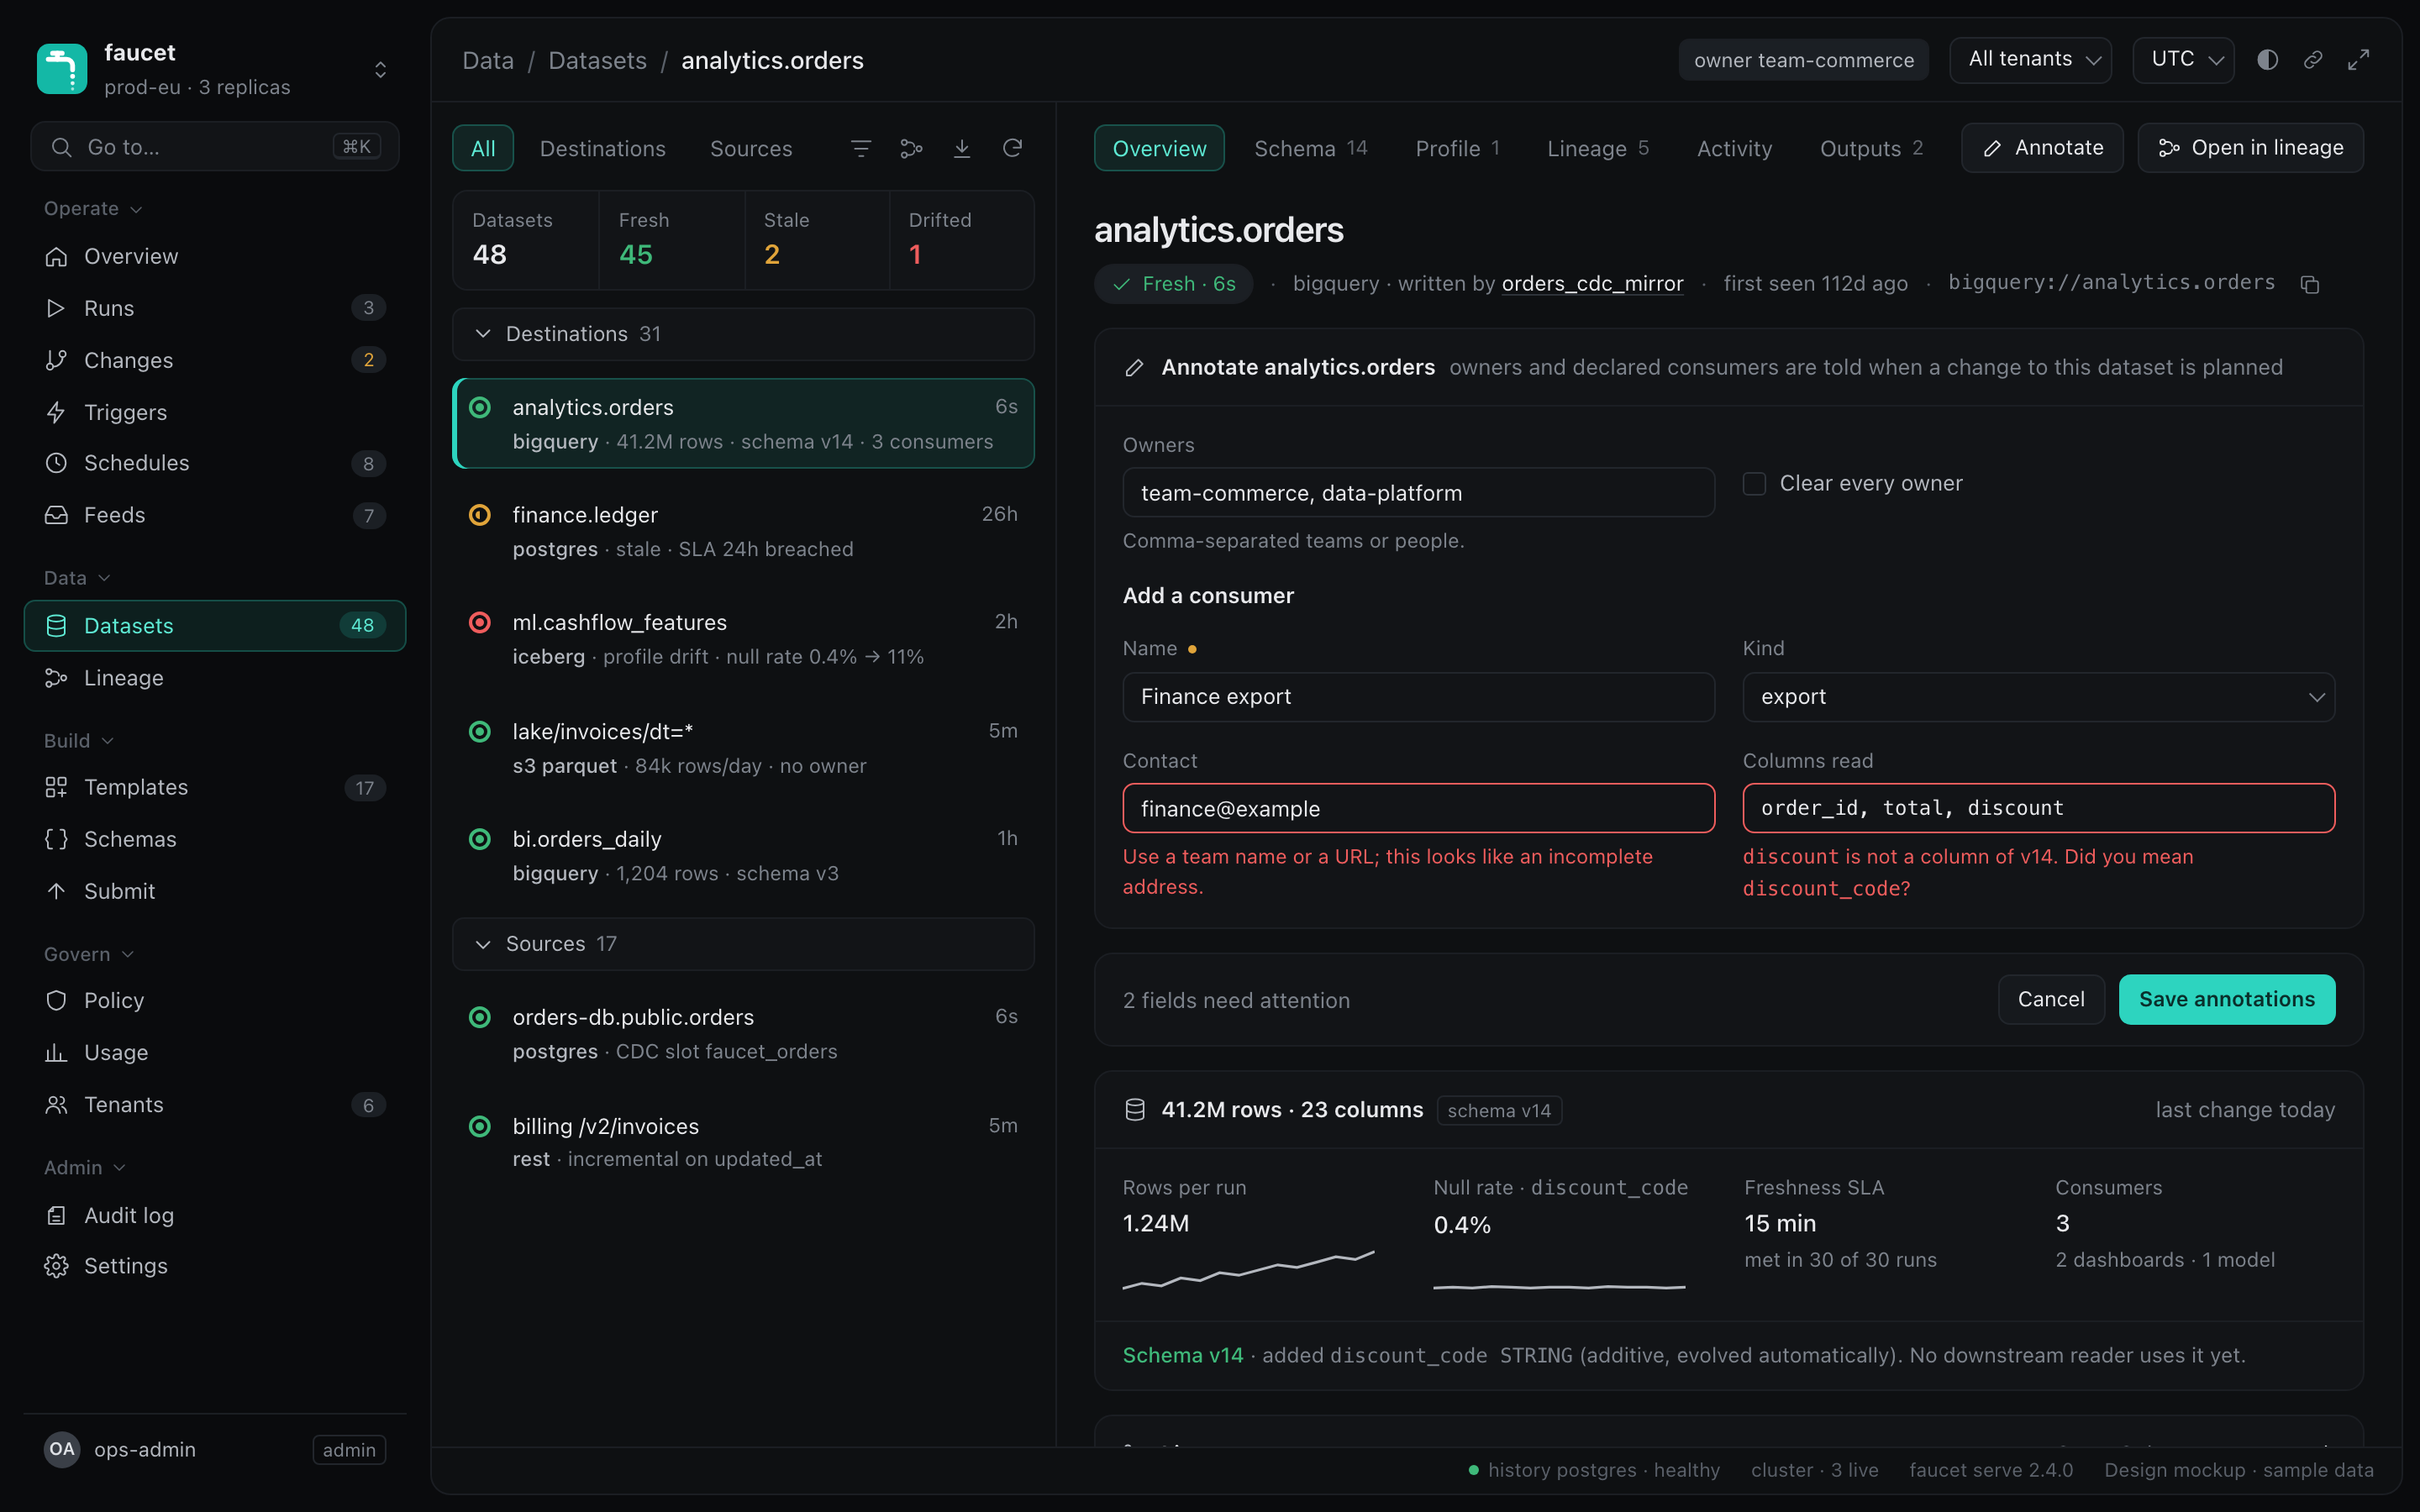 faucet
prod-eu · 3 replicas
Go to...
⌘K
Operate
Overview
Runs 3
Changes 2
Triggers
Schedules 8
Feeds 7
Data
Datasets 48
Lineage
Build
Templates 17
Schemas
Submit
Govern
Policy
Usage
Tenants 6
Admin
Audit log
Settings
OA ops-admin admin
Data / Datasets / analytics.orders
owner team-commerce
All tenants
UTC
All Destinations Sources
Datasets Fresh Stale Drifted
48 45 2 1
Destinations 31
analytics.orders 6s
bigquery · 41.2M rows · schema v14 · 3 consumers
finance.ledger 26h
postgres · stale · SLA 24h breached
ml.cashflow_features 2h
iceberg · profile drift · null rate 0.4% → 11%
lake/invoices/dt=* 5m
s3 parquet · 84k rows/day · no owner
bi.orders_daily 1h
bigquery · 1,204 rows · schema v3
Sources 17
orders-db.public.orders 6s
postgres · CDC slot faucet_orders
billing /v2/invoices 5m
rest · incremental on updated_at
Overview Schema 14 Profile 1 Lineage 5 Activity Outputs 2 Annotate Open in lineage
analytics.orders
Fresh · 6s · bigquery · written by orders_cdc_mirror · first seen 112d ago · bigquery://analytics.orders
Annotate analytics.orders owners and declared consumers are told when a change to this dataset is planned
Owners
team-commerce, data-platform
Clear every owner
Comma-separated teams or people.
Add a consumer
Name Kind
Finance export export
Contact Columns read
finance@example order_id, total, discount
Use a team name or a URL; this looks like an incomplete
address.
discount is not a column of v14. Did you mean
discount_code?
2 fields need attention Cancel Save annotations
41.2M rows · 23 columns schema v14 last change today
Rows per run Null rate · discount_code Freshness SLA Consumers
1.24M 0.4% 15 min 3
met in 30 of 30 runs 2 dashboards · 1 model
Schema v14 · added discount_code STRING (additive, evolved automatically). No downstream reader uses it yet.
history postgres · healthy cluster · 3 live faucet serve 2.4.0 Design mockup · sample data